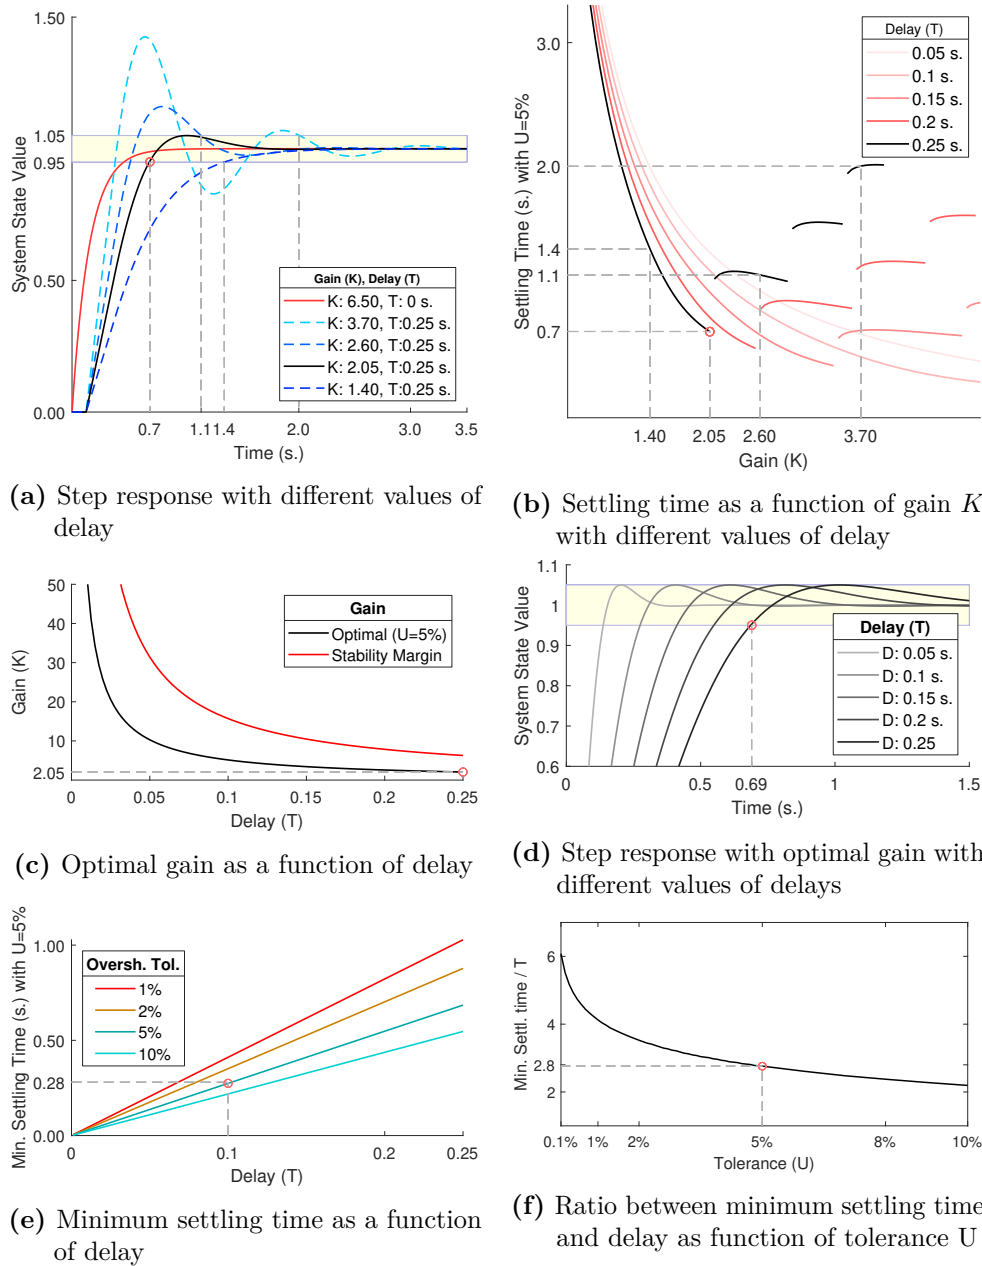 1.50
1.05
0.95
0.50
0.00
System State Value
0.7
1.1
1.4
2.0
3.0
3.5
Time (s.)
Gain (K), Delay (T)
K: 6.50, T: 0 s.
K: 3.70, T:0.25 s.
K: 2.60, T:0.25 s.
K: 2.05, T:0.25 s.
K: 1.40, T:0.25 s.
(a) Step response with different values of
delay
3.0
2.0
1.4
1.1
0.7
Settling Time (s.) with U=5%
1.40
2.05
2.60
3.70
Gain (K)
Delay (T)
0.05 s.
0.1 s.
0.15 s.
0.2 s.
0.25 s.
(b) Settling time as a function of gain K
with different values of delay
50
40
30
20
10
2.05
Gain (K)
0
0.05
0.1
0.15
0.2
0.25
Delay (T)
Gain
Optimal (U=5%)
Stability Margin
(c) Optimal gain as a function of delay
1.1
1
0.9
0.8
0.7
0.6
System State Value
0
0.5
0.69
1
1.5
Time (s.)
Delay (T)
D: 0.05 s.
D: 0.1 s.
D: 0.15 s.
D: 0.2 s.
D: 0.25
(d) Step response with optimal gain with
different values of delays
1.00
0.50
0.28
0.00
Min. Settling Time (s.) with U=5%
0
0.1
0.2
0.25
Delay (T)
Oversh. Tol.
1%
2%
5%
10%
(e) Minimum settling time as a function
of delay
6
4
2.8
2
Min. Settl. time / T
0.1%
1%
2%
5%
8%
10%
Tolerance (U)
(f) Ratio between minimum settling time
and delay as function of tolerance U